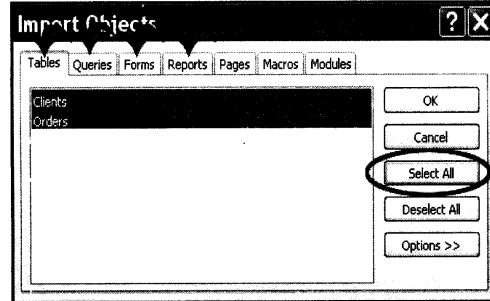 Import Objects
Tables Queries Forms Reports Pages Macros Modules
Clients
Orders
OK
Cancel
Select All
Deselect All
Options >>